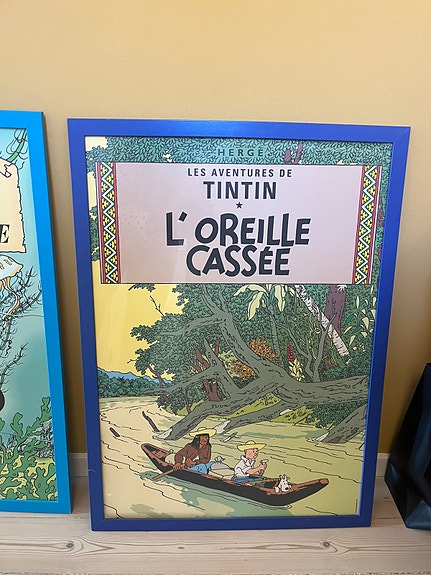 HERGÉ
LES AVENTURES DE
TINTIN
*
L'OREILLE
CASSÉE